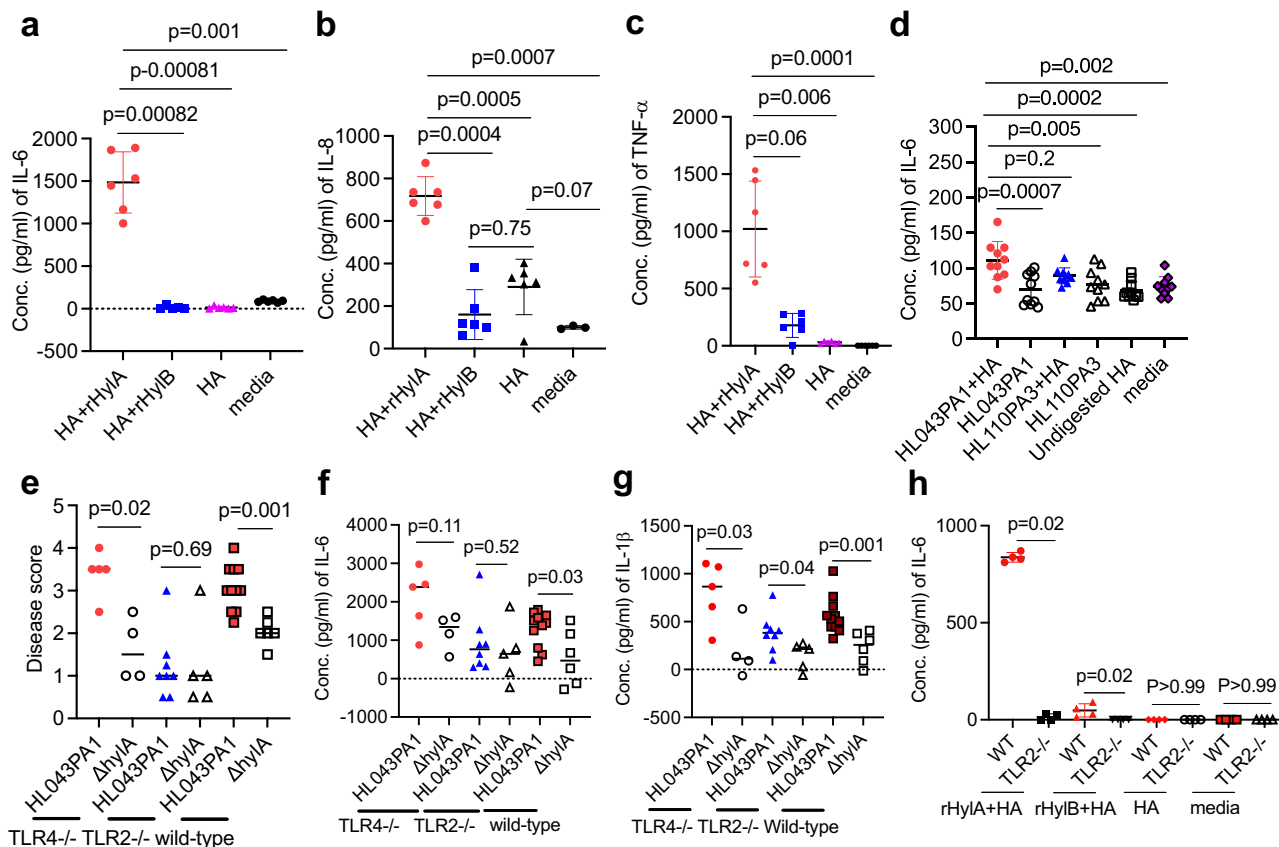 a
p=0.001
p-0.00081
p=0.00082
Conc. (pg/ml) of IL-6
2000
1500
1000
500
0
-500
HA+rHylA
HA+rHylB
HA
media
b
p=0.0007
p=0.0005
p=0.0004
p=0.07
p=0.75
Conc. (pg/ml) of IL-8
1000
800
600
400
200
0
HA+rHylA
HA+rHylB
HA
media
c
p=0.0001
p=0.006
p=0.06
Conc. (pg/ml) of TNF-α
2000
1500
1000
500
0
HA+rHylA
HA+rHylB
HA
media
d
p=0.002
p=0.0002
p=0.005
p=0.2
p=0.0007
Conc. (pg/ml) of IL-6
300
250
200
150
100
50
0
HL043PA1+HA
HL043PA1
HL110PA3+HA
HL110PA3
Undigested HA
media
e
p=0.02
p=0.69
p=0.001
Disease score
5
4
3
2
1
0
HL043PA1
ΔhylA
HL043PA1
ΔhylA
HL043PA1
ΔhylA
TLR4-/- TLR2-/- wild-type
f
p=0.11
p=0.52
p=0.03
Conc. (pg/ml) of IL-6
4000
3000
2000
1000
0
-1000
HL043PA1
ΔhylA
HL043PA1
ΔhylA
HL043PA1
ΔhylA
TLR4-/- TLR2-/- wild-type
g
p=0.03
p=0.04
p=0.001
Conc. (pg/ml) of IL-1β
1500
1000
500
0
-500
HL043PA1
ΔhylA
HL043PA1
ΔhylA
HL043PA1
ΔhylA
TLR4-/- TLR2-/- Wild-type
h
p=0.02
p=0.02
P>0.99
P>0.99
Conc. (pg/ml) of IL-6
1000
500
0
WT
TLR2-/-
WT
TLR2-/-
WT
TLR2-/-
WT
TLR2-/-
rHylA+HA rHylB+HA HA media